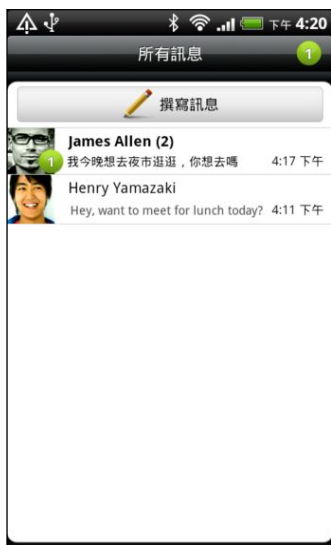 下午 4:20
所有訊息 1
撰寫訊息
James Allen (2)
1 我今晚想去夜市逛逛，你想去嗎 4:17 下午
Henry Yamazaki
Hey, want to meet for lunch today? 4:11 下午